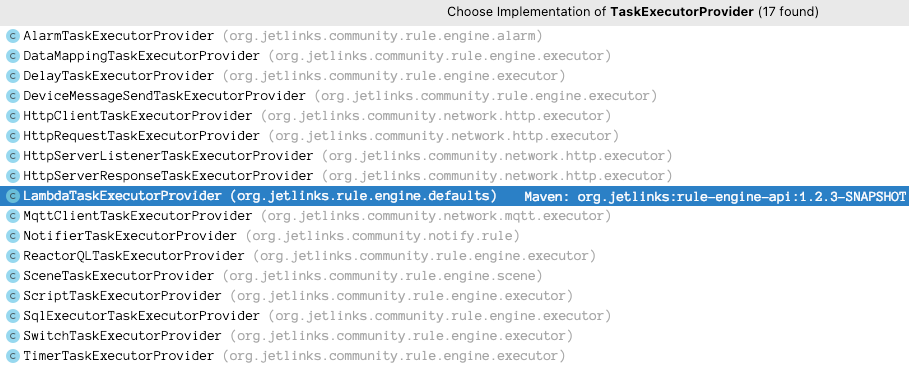 Choose Implementation of TaskExecutorProvider (17 found)
C AlarmTaskExecutorProvider (org.jetlinks.community.rule.engine.alarm)
C DataMappingTaskExecutorProvider (org.jetlinks.community.rule.engine.executor)
C DelayTaskExecutorProvider (org.jetlinks.community.rule.engine.executor)
C DeviceMessageSendTaskExecutorProvider (org.jetlinks.community.rule.engine.executor)
C HttpClientTaskExecutorProvider (org.jetlinks.community.network.http.executor)
C HttpRequestTaskExecutorProvider (org.jetlinks.community.network.http.executor)
C HttpServerListenerTaskExecutorProvider (org.jetlinks.community.network.http.executor)
C HttpServerResponseTaskExecutorProvider (org.jetlinks.community.network.http.executor)
C LambdaTaskExecutorProvider (org.jetlinks.rule.engine.defaults) Maven: org.jetlinks:rule-engine-api:1.2.3-SNAPSHOT
C MqttClientTaskExecutorProvider (org.jetlinks.community.network.mqtt.executor)
C NotifierTaskExecutorProvider (org.jetlinks.community.notify.rule)
C ReactorQLTaskExecutorProvider (org.jetlinks.community.rule.engine.executor)
C SceneTaskExecutorProvider (org.jetlinks.community.rule.engine.scene)
C ScriptTaskExecutorProvider (org.jetlinks.community.rule.engine.executor)
C SqlExecutorTaskExecutorProvider (org.jetlinks.community.rule.engine.executor)
C SwitchTaskExecutorProvider (org.jetlinks.community.rule.engine.executor)
C TimerTaskExecutorProvider (org.jetlinks.community.rule.engine.executor)